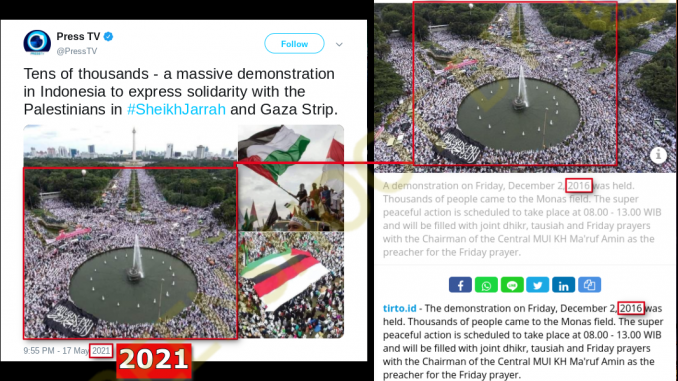 Press TV
@PressTV
Follow
Tens of thousands - a massive demonstration
in Indonesia to express solidarity with the
Palestinians in #SheikhJarrah and Gaza Strip.
9:55 PM - 17 May 2021
2021
A demonstration on Friday, December 2, 2016 was held.
Thousands of people came to the Monas field. The super
peaceful action is scheduled to take place at 08.00 - 13.00 WIB
and will be filled with joint dhikr, tausiah and Friday prayers
with the Chairman of the Central MUI KH Ma'ruf Amin as the
preacher for the Friday prayer.
tirto.id - The demonstration on Friday, December 2, 2016 was
held. Thousands of people came to the Monas field. The super
peaceful action is scheduled to take place at 08.00 - 13.00 WIB
and will be filled with joint dhikr, tausiah and Friday prayers
with the Chairman of the Central MUI KH Ma'ruf Amin as the
preacher for the Friday prayer.